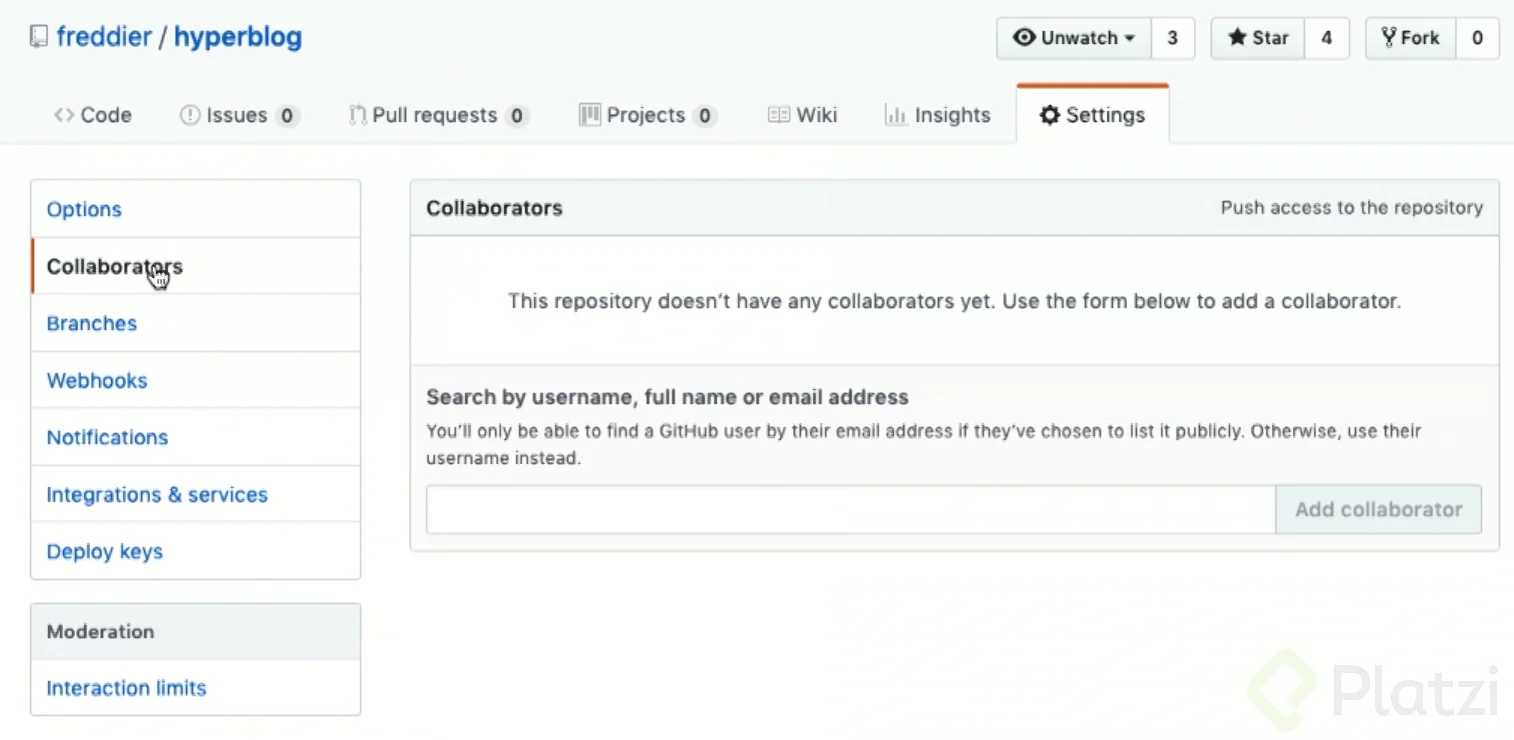 freddier / hyperblog
Unwatch 3
Star 4
Fork 0
Code
Issues 0
Pull requests 0
Projects 0
Wiki
Insights
Settings
Options
Collaborators
Branches
Webhooks
Notifications
Integrations & services
Deploy keys
Moderation
Interaction limits
Collaborators
Push access to the repository
This repository doesn’t have any collaborators yet. Use the form below to add a collaborator.
Search by username, full name or email address
You’ll only be able to find a GitHub user by their email address if they’ve chosen to list it publicly. Otherwise, use their
username instead.
Add collaborator
Platzi